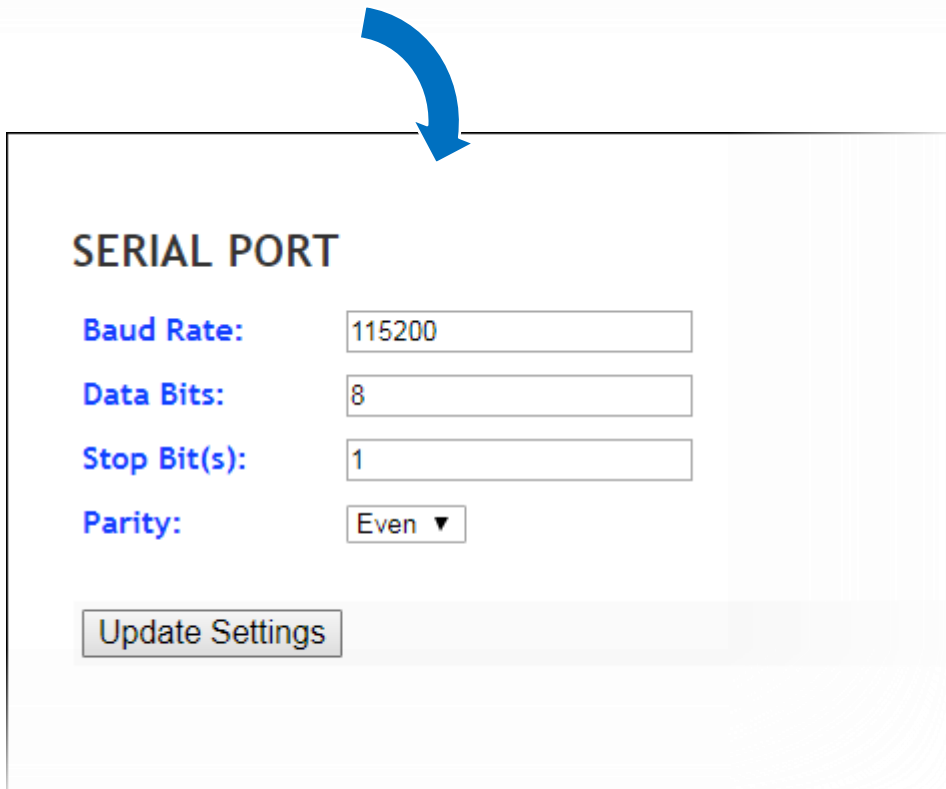 SERIAL PORT
Baud Rate: 115200
Data Bits: 8
Stop Bit(s): 1
Parity: Even ▼
Update Settings